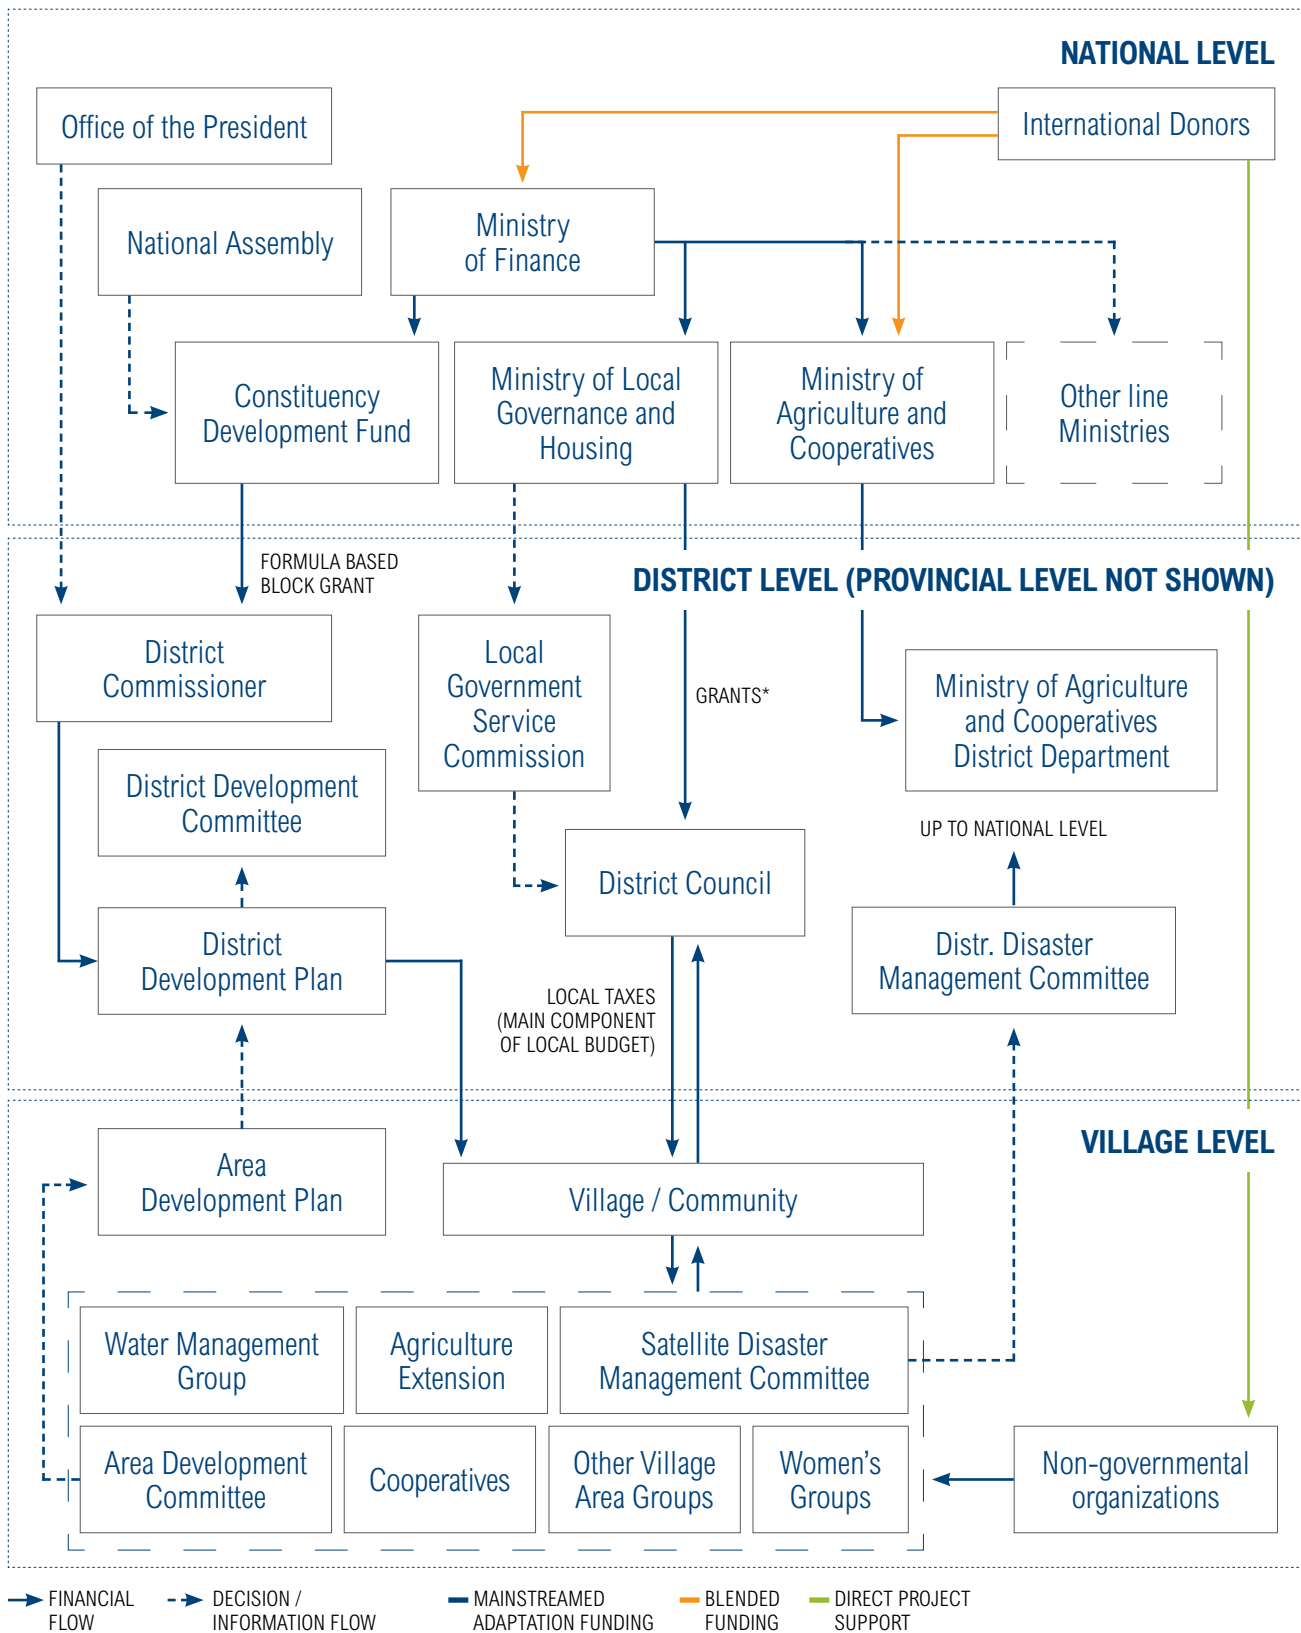 NATIONAL LEVEL
Office of the President
International Donors
National Assembly
Ministry
of Finance
Constituency
Development Fund
Ministry of Local
Governance and
Housing
Ministry of
Agriculture and
Cooperatives
Other line
Ministries
FORMULA BASED
BLOCK GRANT
DISTRICT LEVEL (PROVINCIAL LEVEL NOT SHOWN)
District
Commissioner
Local
Government
Service
Commission
GRANTS*
Ministry of Agriculture
and Cooperatives
District Department
District Development
Committee
UP TO NATIONAL LEVEL
District Council
District
Development Plan
Distr. Disaster
Management Committee
LOCAL TAXES
(MAIN COMPONENT
OF LOCAL BUDGET)
VILLAGE LEVEL
Area
Development Plan
Village / Community
Water Management
Group
Agriculture
Extension
Satellite Disaster
Management Committee
Area Development
Committee
Cooperatives
Other Village
Area Groups
Women's
Groups
Non-governmental
organizations
FINANCIAL
FLOW
DECISION /
INFORMATION FLOW
MAINSTREAMED
ADAPTATION FUNDING
BLENDED
FUNDING
DIRECT PROJECT
SUPPORT